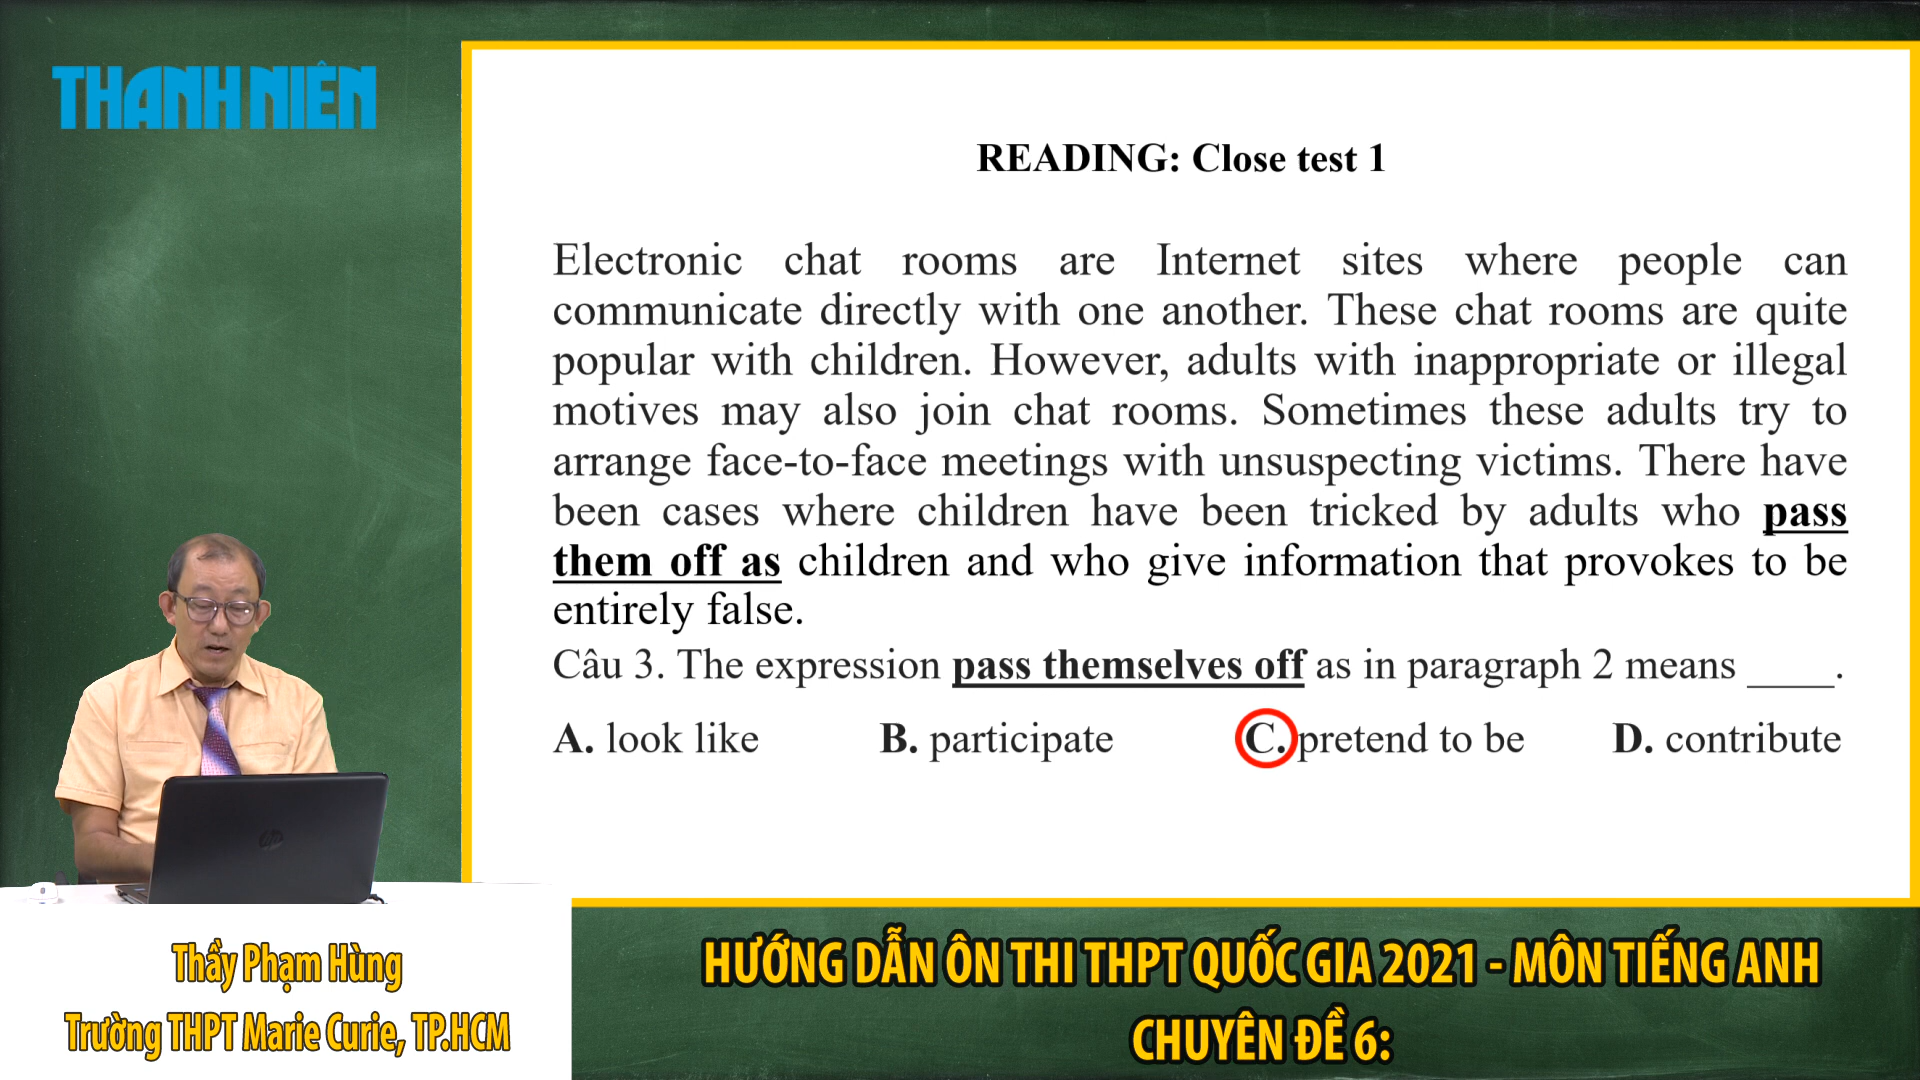 THANH NIÊN
READING: Close test 1
Electronic chat rooms are Internet sites where people can
communicate directly with one another. These chat rooms are quite
popular with children. However, adults with inappropriate or illegal
motives may also join chat rooms. Sometimes these adults try to
arrange face-to-face meetings with unsuspecting victims. There have
been cases where children have been tricked by adults who pass
them off as children and who give information that provokes to be
entirely false.
Câu 3. The expression pass themselves off as in paragraph 2 means ____.
A. look like B. participate C. pretend to be D. contribute
hp
Thầy Phạm Hùng
Trường THPT Marie Curie, TP.HCM
HƯỚNG DẪN ÔN THI THPT QUỐC GIA 2021 - MÔN TIẾNG ANH
CHUYÊN ĐỀ 6: